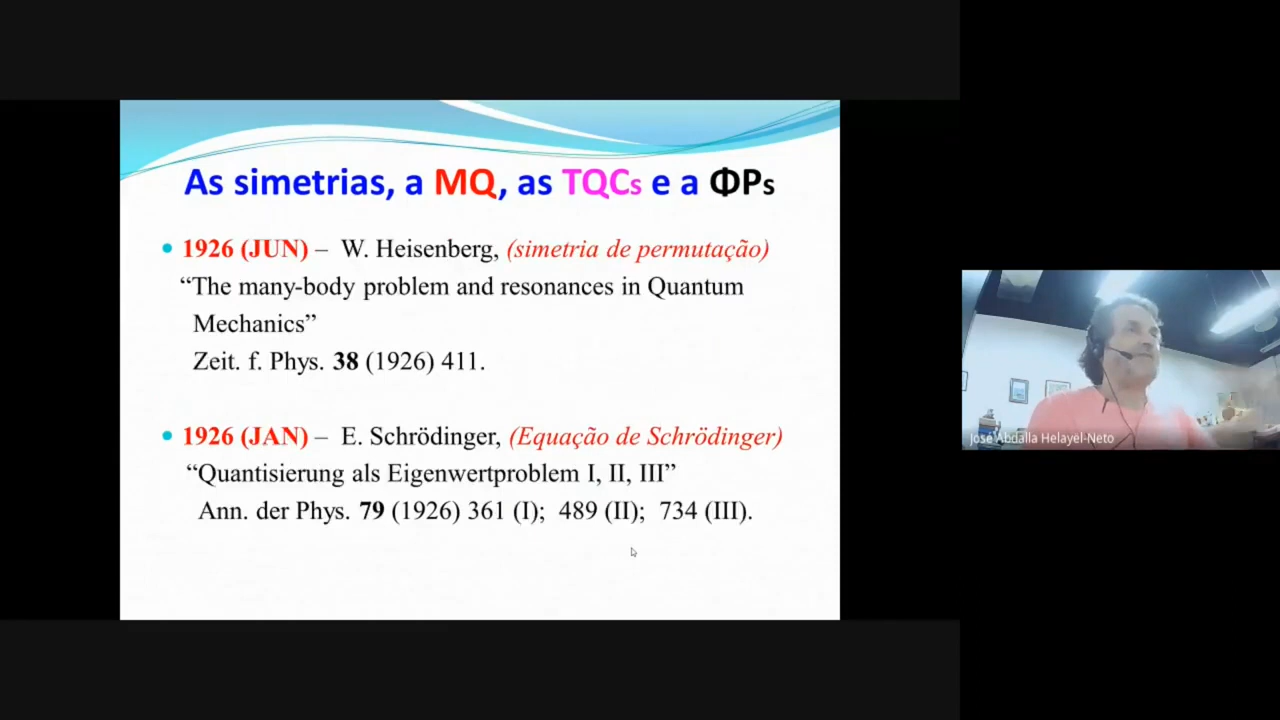 As simetrias, a MQ, as TQCs e a ΦPs
• 1926 (JUN) – W. Heisenberg, (simetria de permutação)
“The many-body problem and resonances in Quantum
Mechanics”
Zeit. f. Phys. 38 (1926) 411.
• 1926 (JAN) – E. Schrödinger, (Equação de Schrödinger)
“Quantisierung als Eigenwertproblem I, II, III”
Ann. der Phys. 79 (1926) 361 (I); 489 (II); 734 (III).
José Abdalla Helayel-Neto